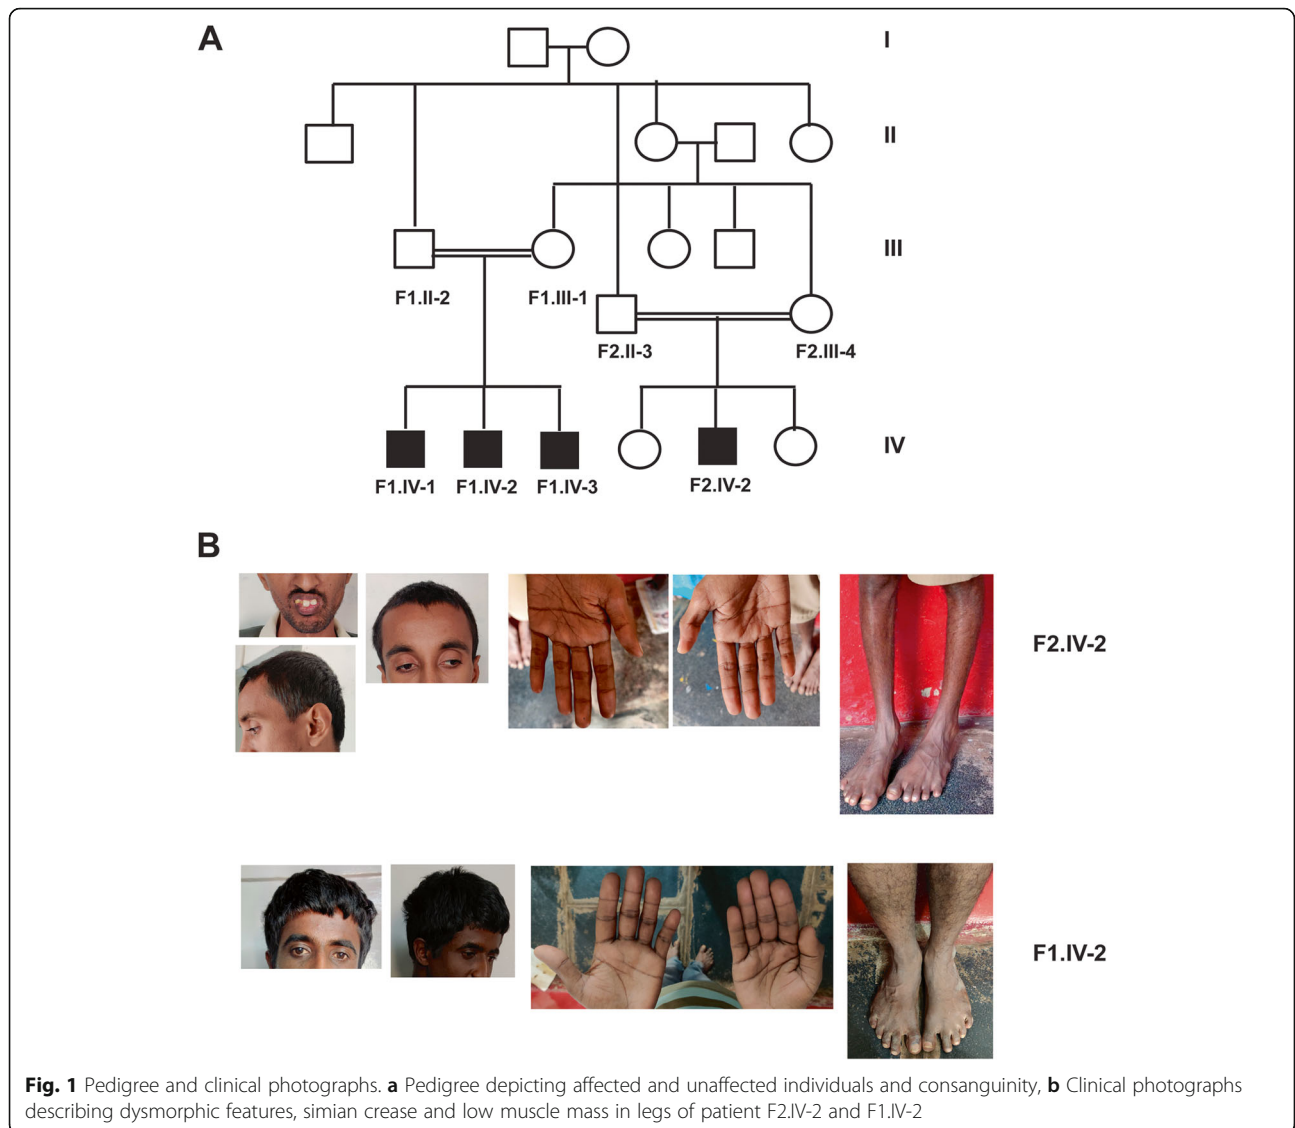 A
I
II
III
F1.II-2 F1.III-1
F2.II-3 F2.III-4
IV
F1.IV-1 F1.IV-2 F1.IV-3 F2.IV-2
B
F2.IV-2
F1.IV-2
Fig. 1 Pedigree and clinical photographs. a Pedigree depicting affected and unaffected individuals and consanguinity, b Clinical photographs
describing dysmorphic features, simian crease and low muscle mass in legs of patient F2.IV-2 and F1.IV-2